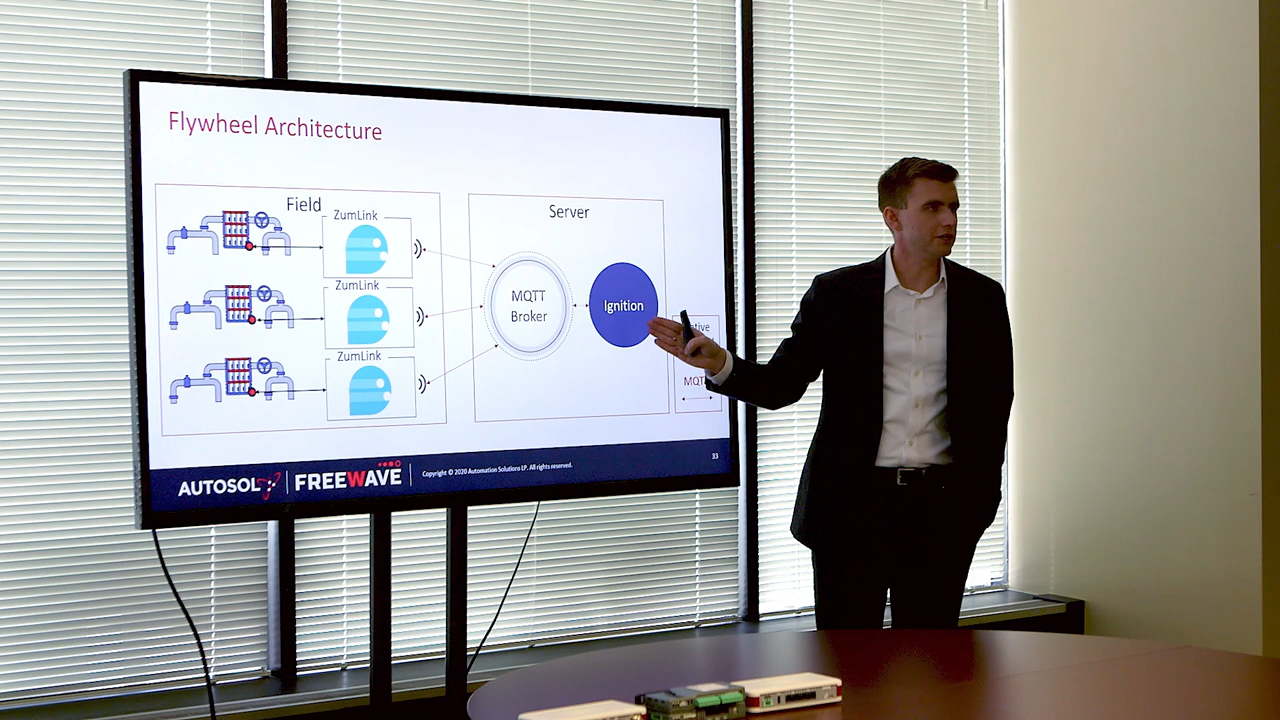 Flywheel Architecture
Field
ZumLink
ZumLink
ZumLink
Server
MQTT
Broker
Ignition
AUTOSOL
FREEWAVE
Copyright © 2020 Automation Solutions LP. All rights reserved.
33